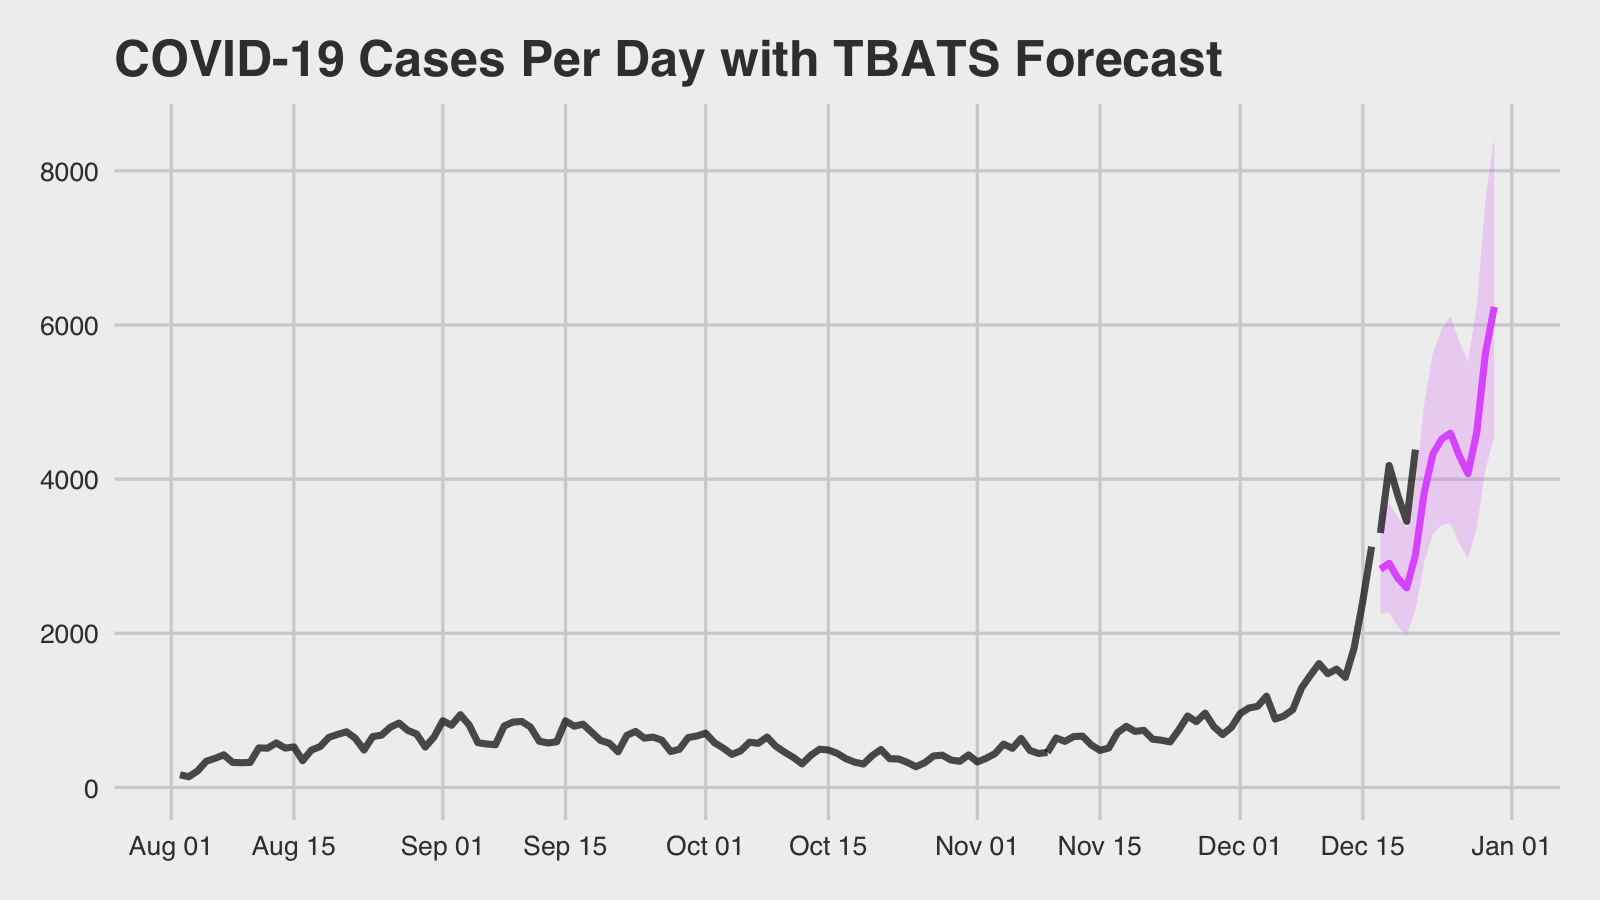 COVID-19 Cases Per Day with TBATS Forecast
8000
6000
4000
2000
0
Aug 01 Aug 15 Sep 01 Sep 15 Oct 01 Oct 15 Nov 01 Nov 15 Dec 01 Dec 15 Jan 01